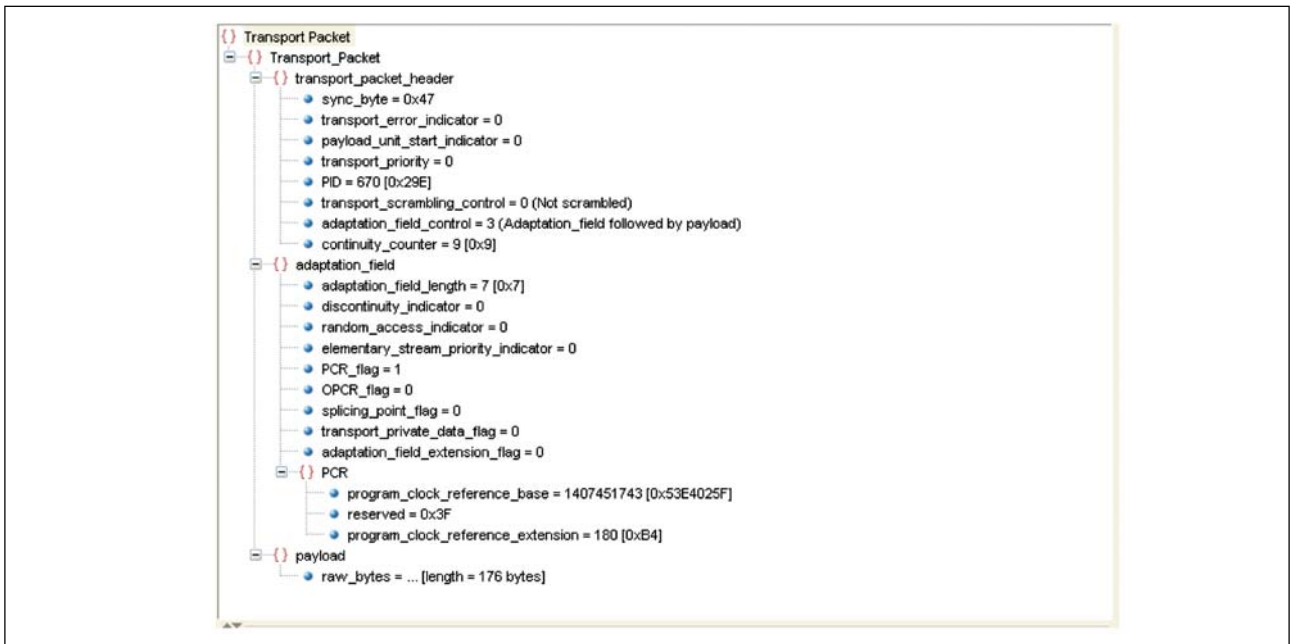 {} Transport Packet
{} Transport_Packet
{} transport_packet_header
sync_byte = 0x47
transport_error_indicator = 0
payload_unit_start_indicator = 0
transport_priority = 0
PID = 670 [0x29E]
transport_scrambling_control = 0 (Not scrambled)
adaptation_field_control = 3 (Adaptation_field followed by payload)
continuity_counter = 9 [0x9]
{} adaptation_field
adaptation_field_length = 7 [0x7]
discontinuity_indicator = 0
random_access_indicator = 0
elementary_stream_priority_indicator = 0
PCR_flag = 1
OPCR_flag = 0
splicing_point_flag = 0
transport_private_data_flag = 0
adaptation_field_extension_flag = 0
{} PCR
program_clock_reference_base = 1407451743 [0x53E4025F]
reserved = 0x3F
program_clock_reference_extension = 180 [0xB4]
{} payload
raw_bytes = ... [length = 176 bytes]